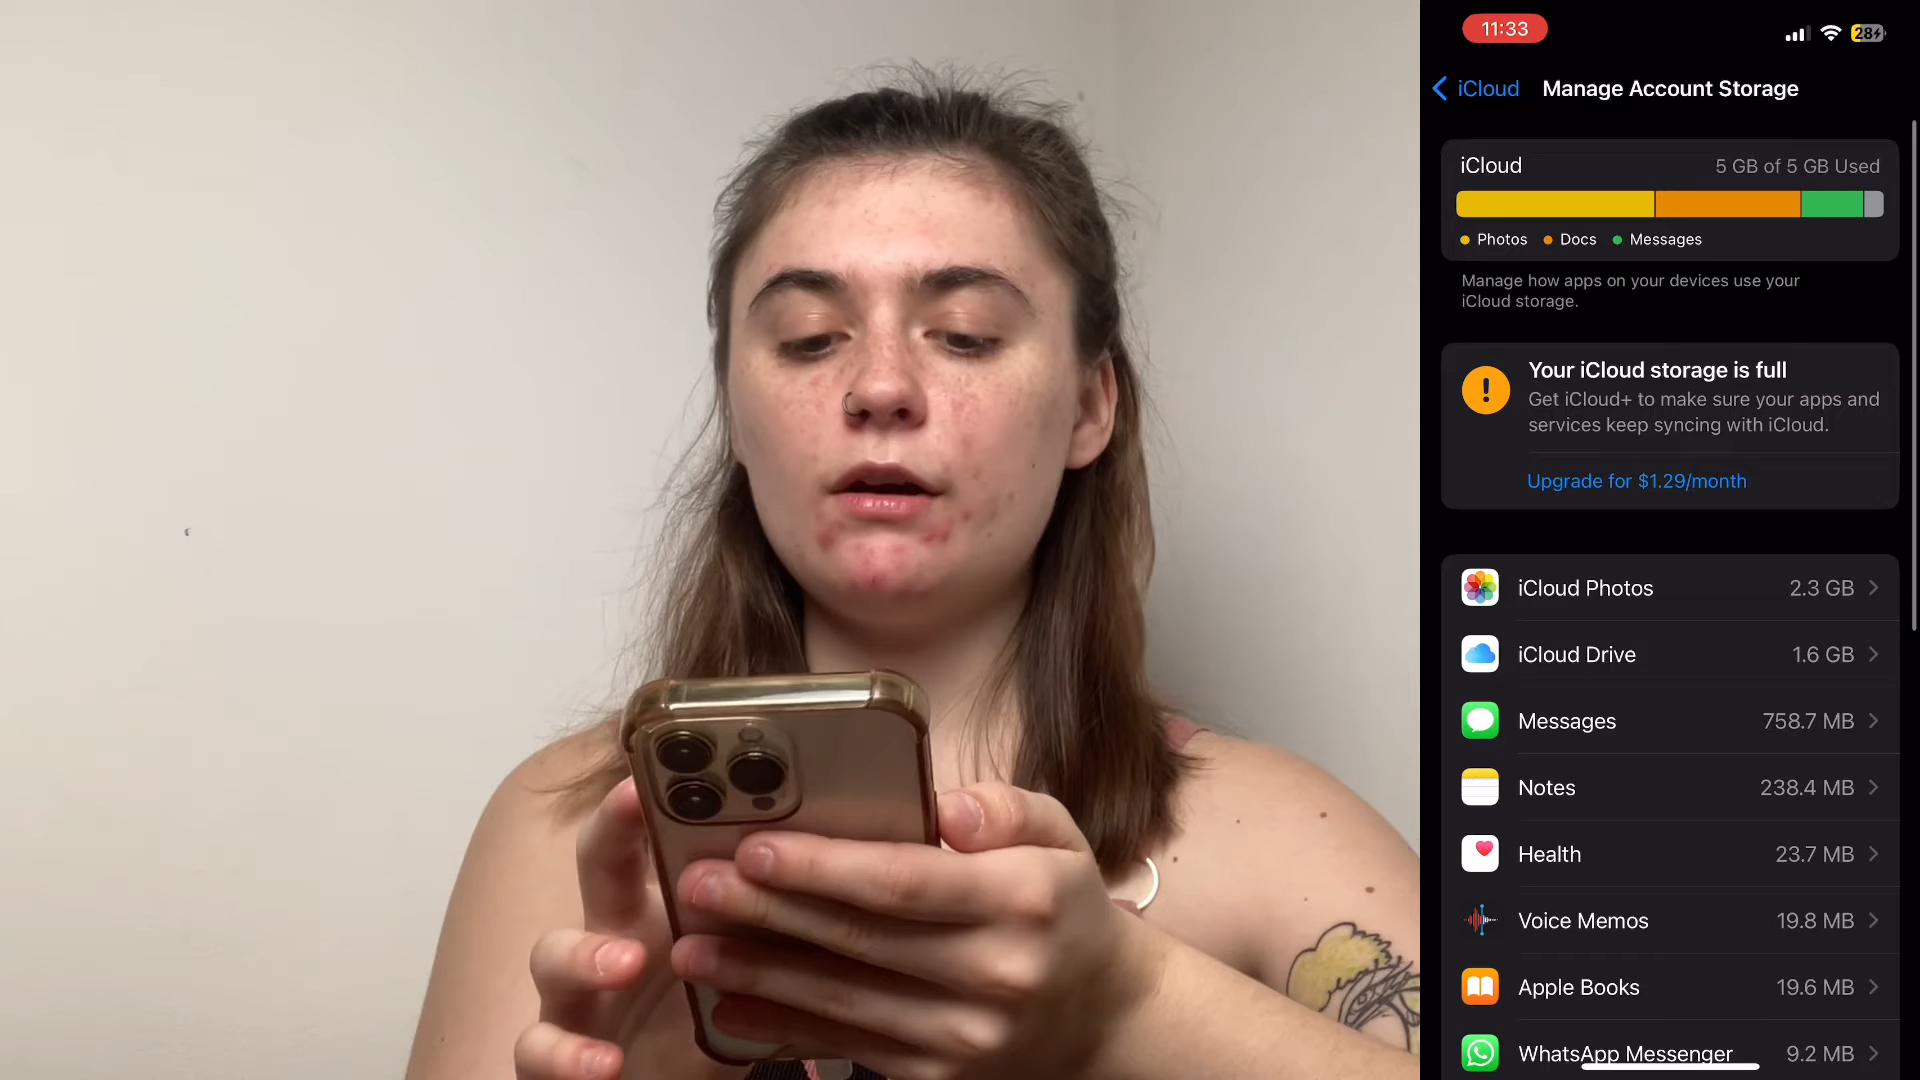 11:33
28
iCloud
Manage Account Storage
iCloud
5 GB of 5 GB Used
Photos
Docs
Messages
Manage how apps on your devices use your
iCloud storage.
Your iCloud storage is full
Get iCloud+ to make sure your apps and
services keep syncing with iCloud.
Upgrade for $1.29/month
iCloud Photos
2.3 GB
iCloud Drive
1.6 GB
Messages
758.7 MB
Notes
238.4 MB
Health
23.7 MB
Voice Memos
19.8 MB
Apple Books
19.6 MB
WhatsApp Messenger
9.2 MB